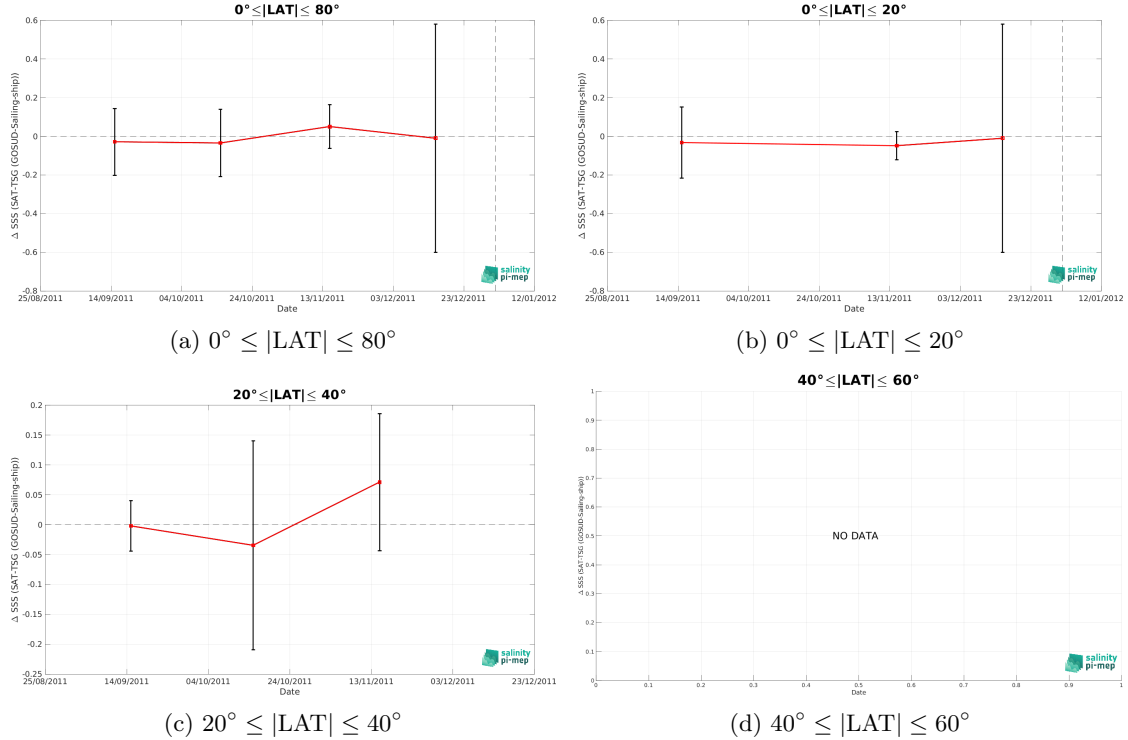 0°≤|LAT|≤ 80°
Δ SSS (SAT-TSG (GOSUD-Sailing-ship))
0.6
0.4
0.2
0
-0.2
-0.4
-0.6
-0.8
25/08/2011 14/09/2011 04/10/2011 24/10/2011 13/11/2011 03/12/2011 23/12/2011 12/01/2012
Date
salinity
pi-mep
(a) 0° ≤ |LAT| ≤ 80°
0°≤|LAT|≤ 20°
Δ SSS (SAT-TSG (GOSUD-Sailing-ship))
0.6
0.4
0.2
0
-0.2
-0.4
-0.6
-0.8
25/08/2011 14/09/2011 04/10/2011 24/10/2011 13/11/2011 03/12/2011 23/12/2011 12/01/2012
Date
salinity
pi-mep
(b) 0° ≤ |LAT| ≤ 20°
20°≤|LAT|≤ 40°
Δ SSS (SAT-TSG (GOSUD-Sailing-ship))
0.2
0.15
0.1
0.05
0
-0.05
-0.1
-0.15
-0.2
-0.25
25/08/2011 14/09/2011 04/10/2011 24/10/2011 13/11/2011 03/12/2011 23/12/2011
Date
salinity
pi-mep
(c) 20° ≤ |LAT| ≤ 40°
40°≤|LAT|≤ 60°
Δ SSS (SAT-TSG (GOSUD-Sailing-ship))
1
0.9
0.8
0.7
0.6
0.5
0.4
0.3
0.2
0.1
0
NO DATA
0 0.1 0.2 0.3 0.4 0.5 0.6 0.7 0.8 0.9 1
Date
salinity
pi-mep
(d) 40° ≤ |LAT| ≤ 60°